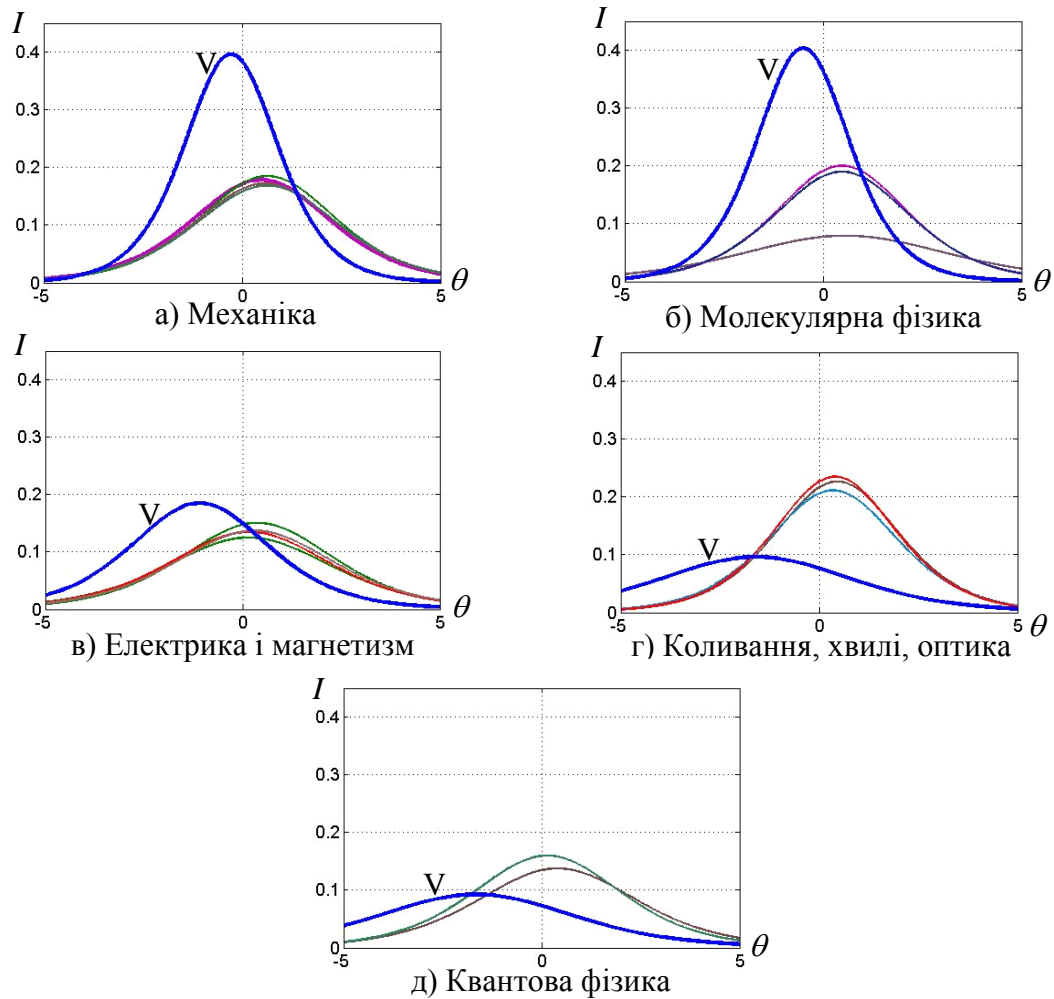 I
0.4
0.3
0.2
0.1
0
-5
0
5
θ
V
а) Механіка
I
0.4
0.3
0.2
0.1
0
-5
0
5
θ
V
б) Молекулярна фізика
I
0.4
0.3
0.2
0.1
0
-5
0
5
θ
V
в) Електрика і магнетизм
I
0.4
0.3
0.2
0.1
0
-5
0
5
θ
V
г) Коливання, хвилі, оптика
I
0.4
0.3
0.2
0.1
0
-5
0
5
θ
V
д) Квантова фізика